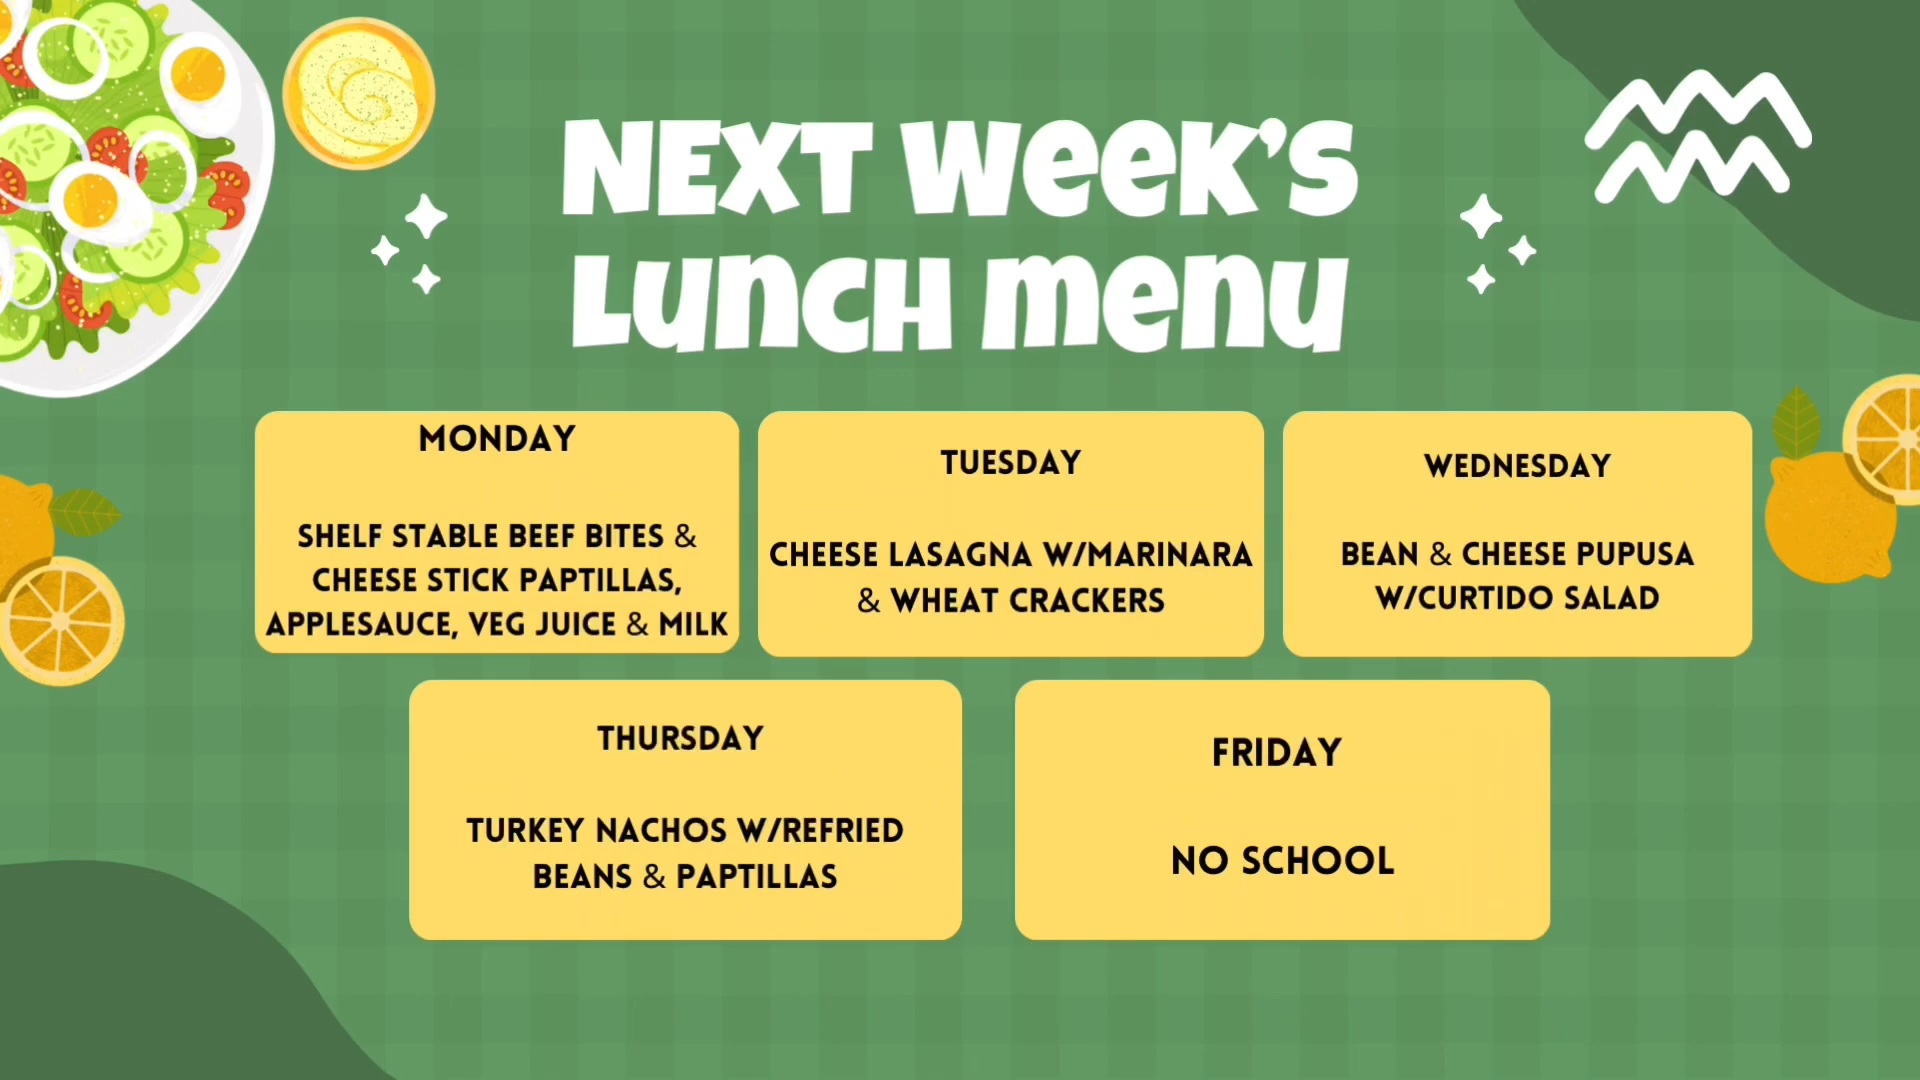 NEXT WEEK'S
LUNCH MENU
MONDAY
SHELF STABLE BEEF BITES &
CHEESE STICK PAPTILLAS,
APPLESAUCE, VEG JUICE & MILK
TUESDAY
CHEESE LASAGNA W/MARINARA
& WHEAT CRACKERS
WEDNESDAY
BEAN & CHEESE PUPUSA
W/CURTIDO SALAD
THURSDAY
TURKEY NACHOS W/REFRIED
BEANS & PAPTILLAS
FRIDAY
NO SCHOOL